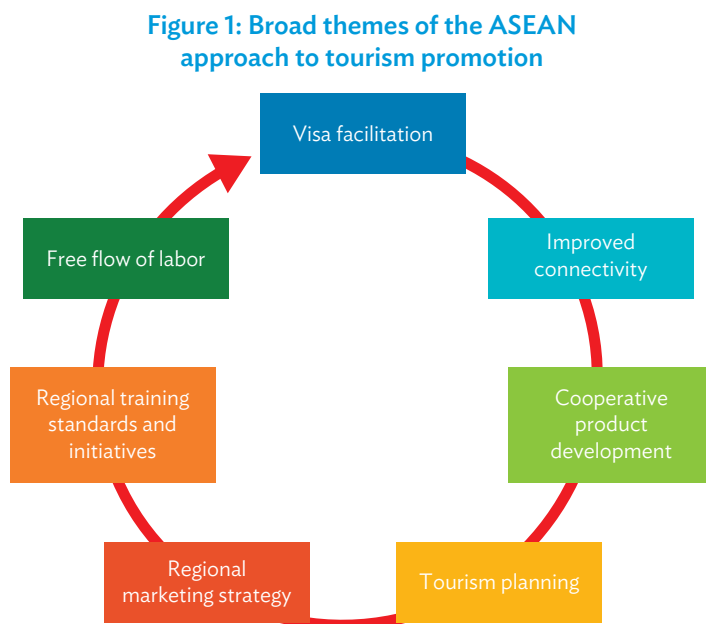 Figure 1: Broad themes of the ASEAN
approach to tourism promotion
Visa facilitation
Improved
connectivity
Cooperative
product
development
Tourism planning
Regional
marketing strategy
Regional training
standards and
initiatives
Free flow of labor